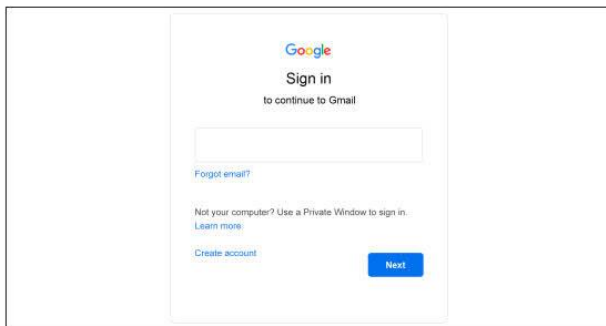 Google
Sign in
to continue to Gmail
Forgot email?
Not your computer? Use a Private Window to sign in.
Learn more
Create account
Next